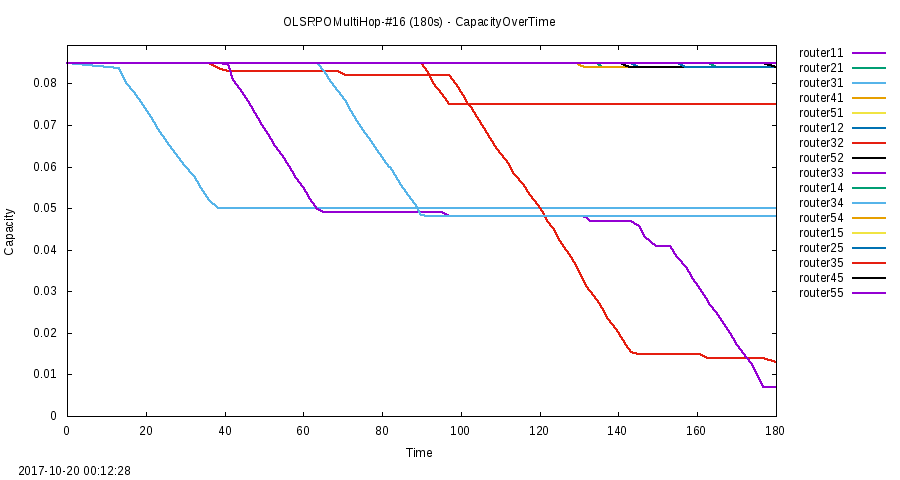 OLSRPOMultiHop-#16 (180s) - CapacityOverTime
Capacity
0.08
0.07
0.06
0.05
0.04
0.03
0.02
0.01
0
0 20 40 60 80 100 120 140 160 180
Time
router11
router21
router31
router41
router51
router12
router32
router52
router33
router14
router34
router54
router15
router25
router35
router45
router55
2017-10-20 00:12:28